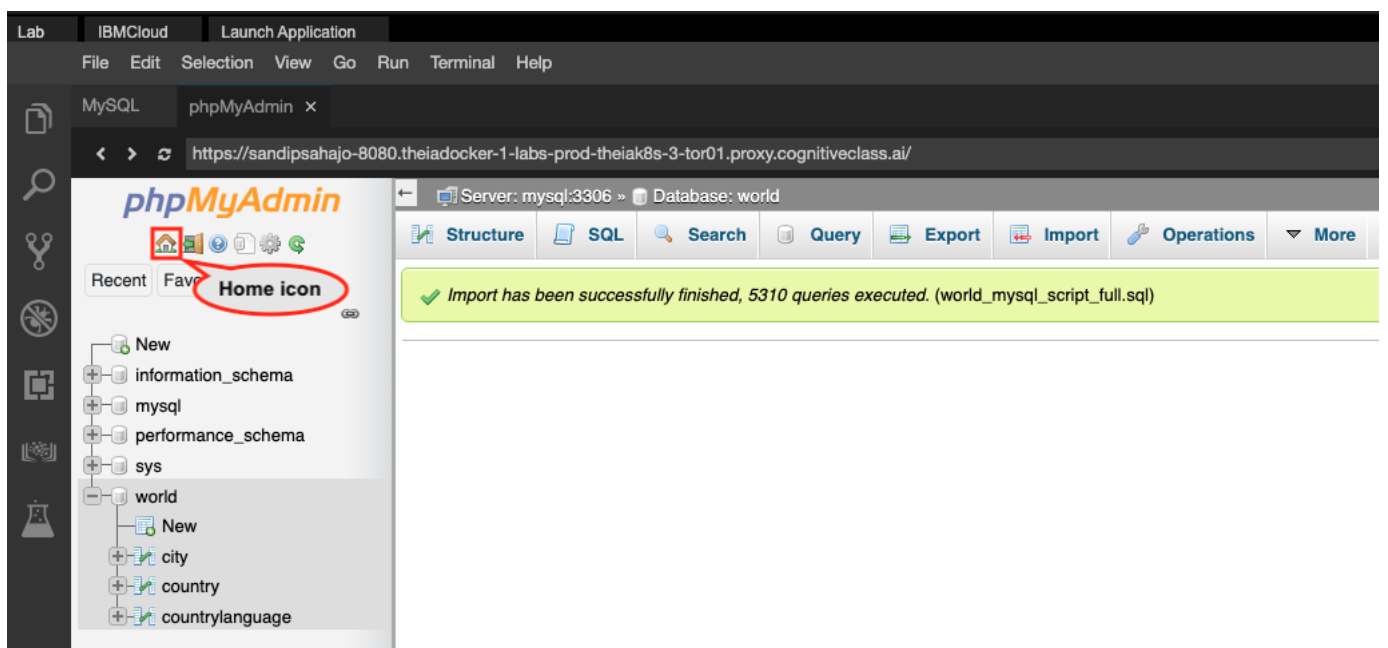 Lab IBMCloud Launch Application
File Edit Selection View Go Run Terminal Help
MySQL phpMyAdmin ×
https://sandipsahajo-8080.theiadocker-1-labs-prod-theiak8s-3-tor01.proxy.cognitiveclass.ai/
phpMyAdmin
Recent Favo
Home icon
New
information_schema
mysql
performance_schema
sys
world
New
city
country
countrylanguage
Server: mysql:3306 » Database: world
Structure SQL Search Query Export Import Operations More
Import has been successfully finished, 5310 queries executed. (world_mysql_script_full.sql)